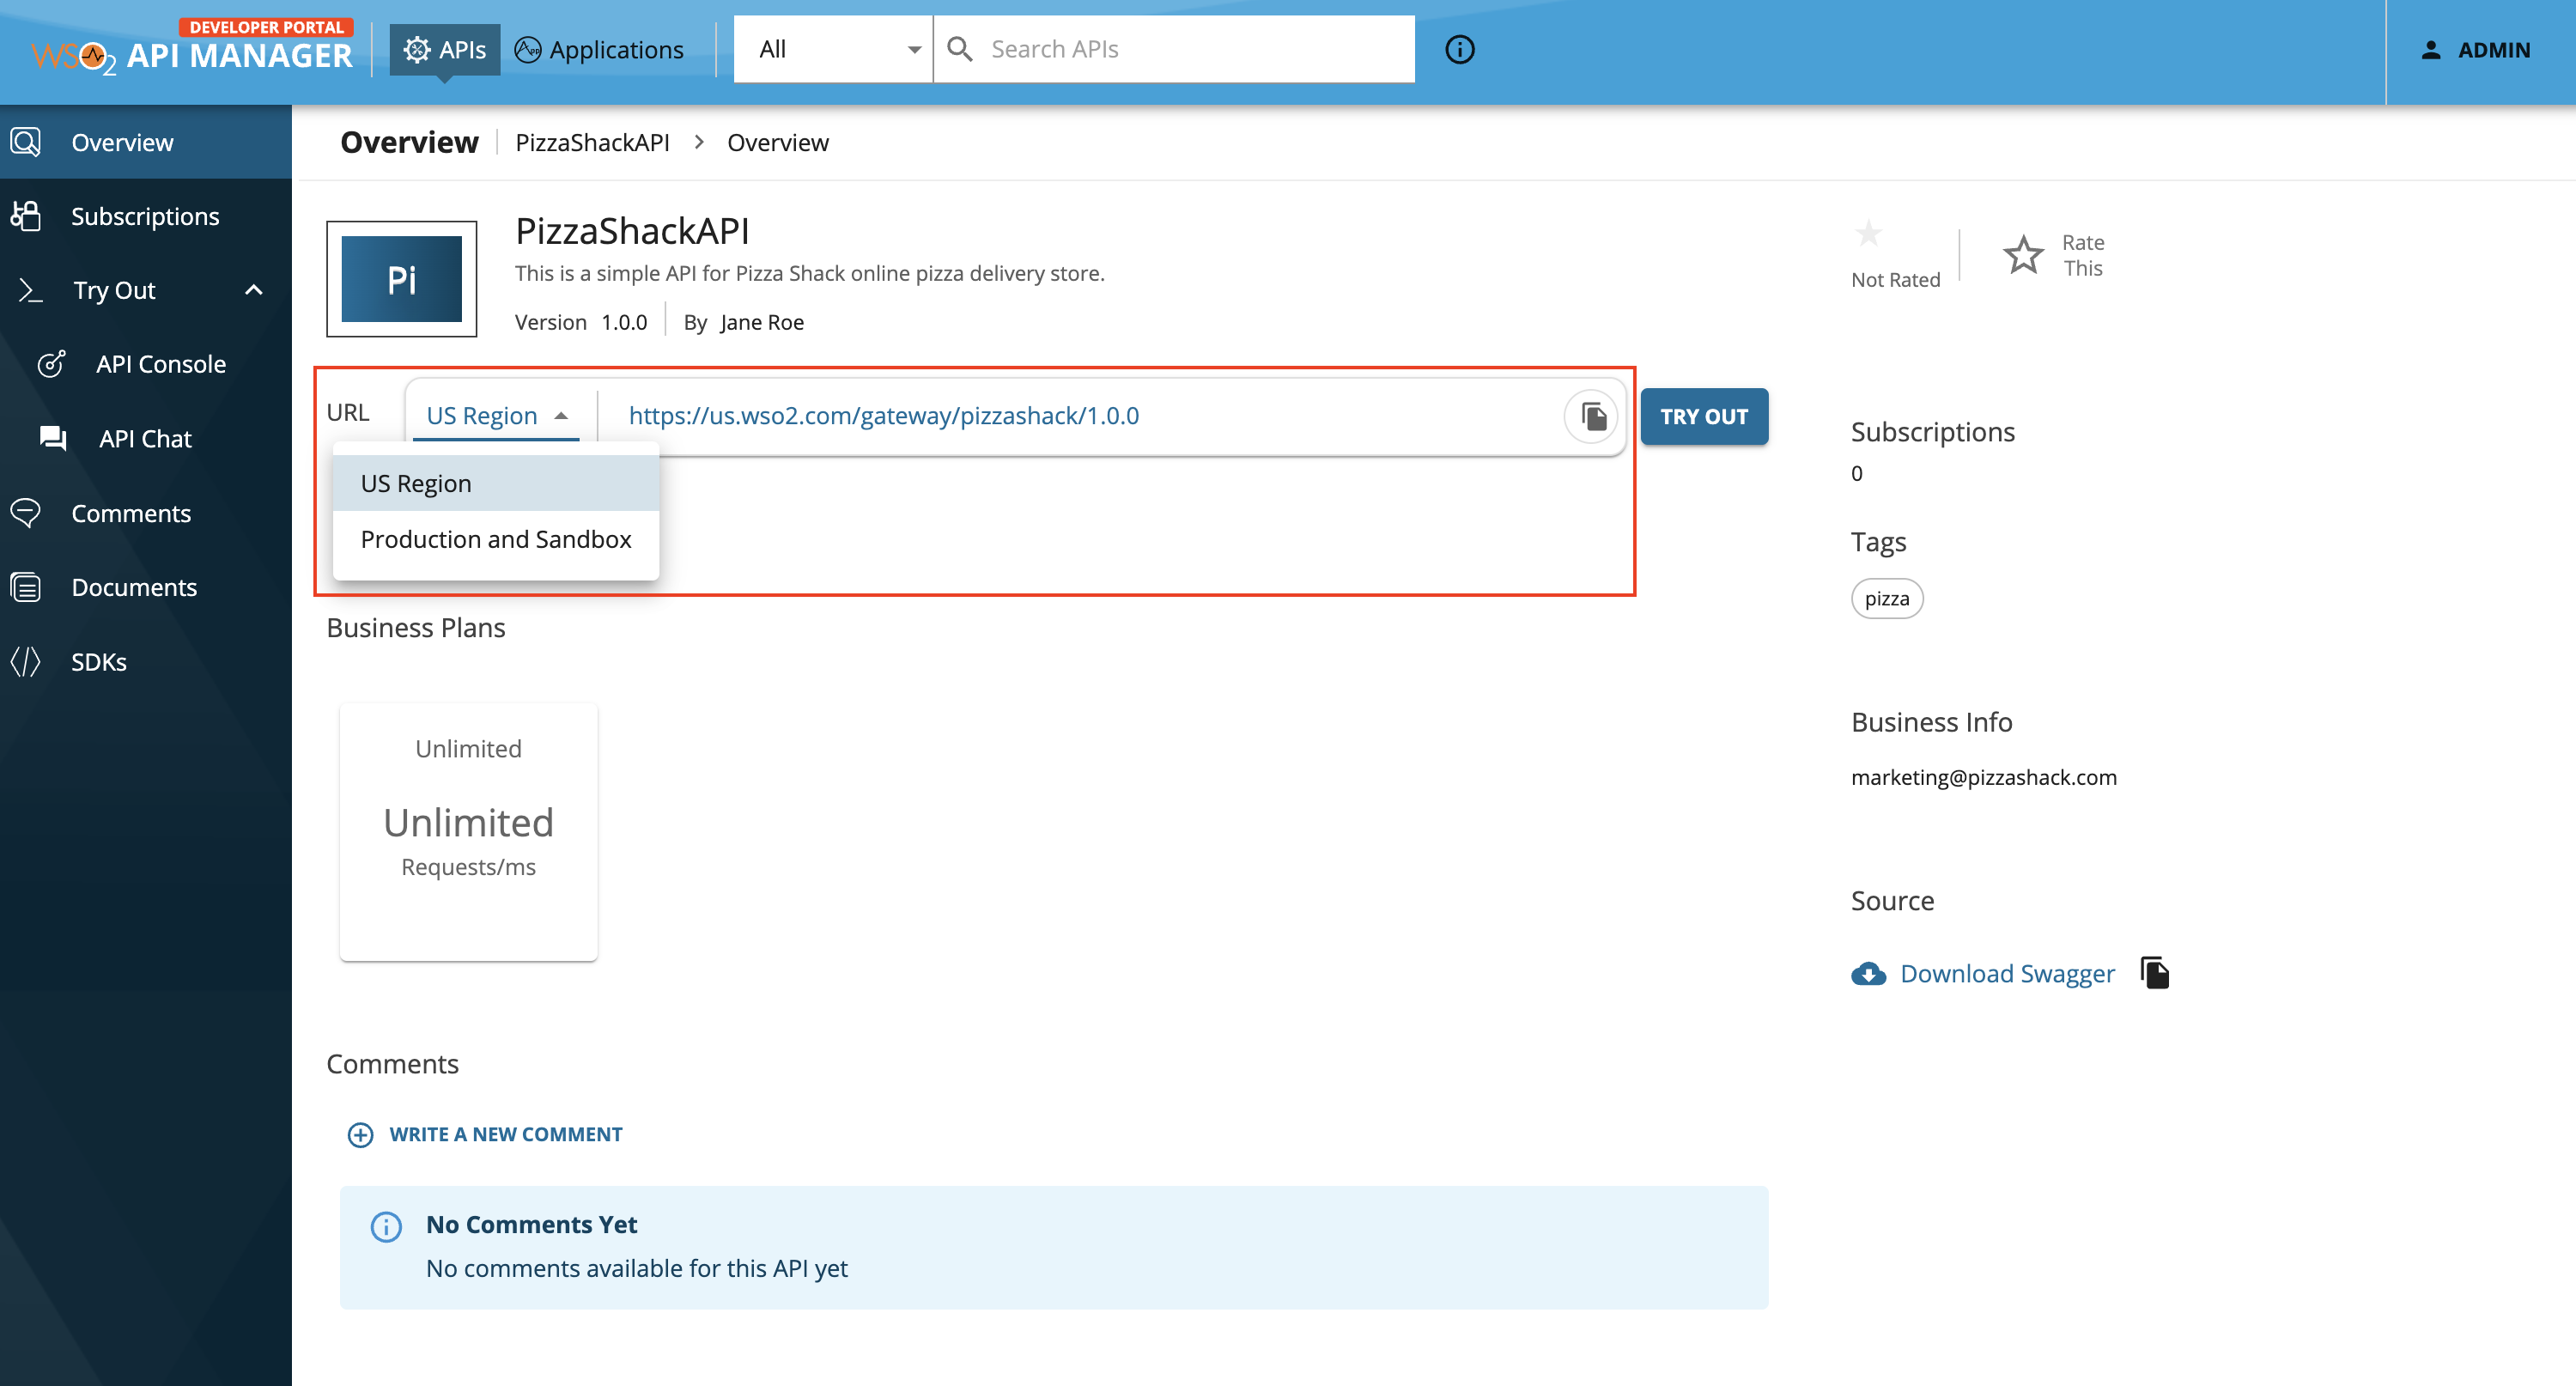 DEVELOPER PORTAL
WSO2 API MANAGER
APIs
APP Applications
All
Search APIs
ADMIN
Overview
Subscriptions
Try Out
API Console
API Chat
Comments
Documents
SDKs
Overview PizzaShackAPI > Overview
Pi
PizzaShackAPI
This is a simple API for Pizza Shack online pizza delivery store.
Version 1.0.0 By Jane Roe
Not Rated
Rate
This
URL US Region https://us.wso2.com/gateway/pizzashack/1.0.0
TRY OUT
US Region
Production and Sandbox
Business Plans
Unlimited
Unlimited
Requests/ms
Comments
WRITE A NEW COMMENT
No Comments Yet
No comments available for this API yet
Subscriptions
0
Tags
pizza
Business Info
marketing@pizzashack.com
Source
Download Swagger